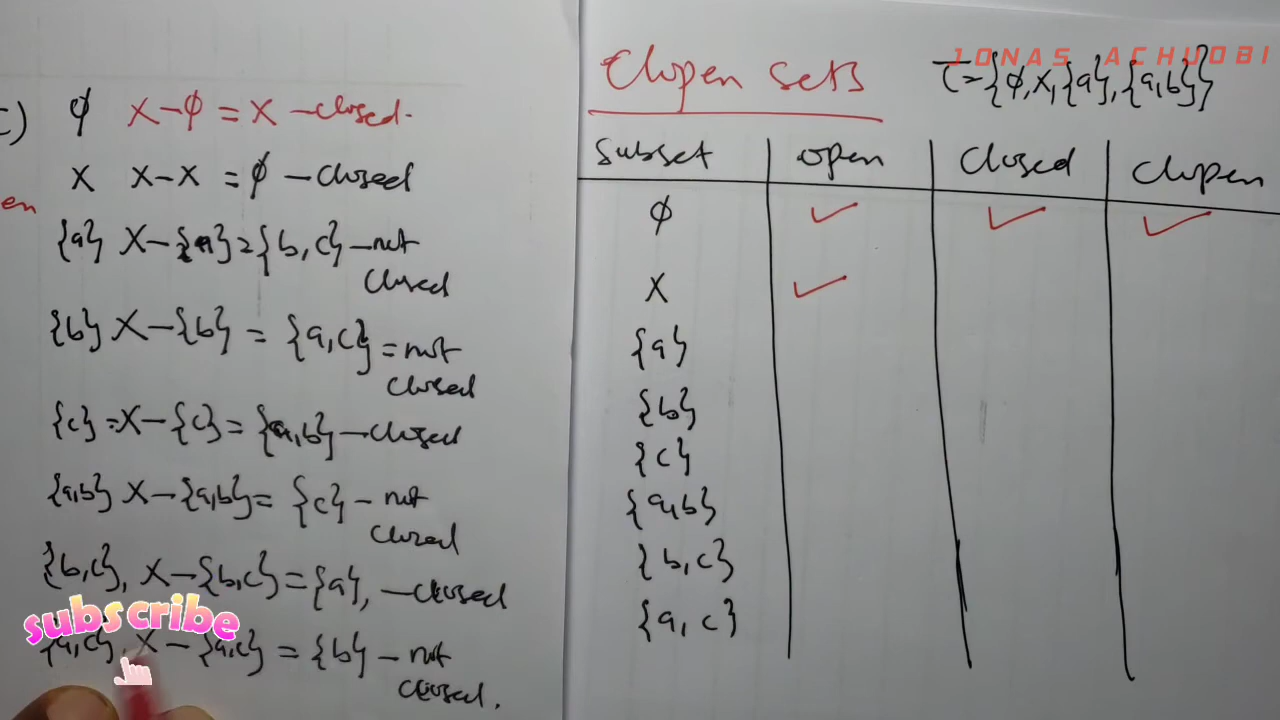 c) φ X-φ = X -closed.
X X-X = φ -closed
en
{a} X-{a}={b,c} -not
closed
{b} X-{b} = {a,c} = not
closed
{c} =X-{c} = {a,b} -closed
{a,b} X-{a,b}= {c} - not
closed
{b,c}, X-{b,c}={a}, -closed
subscribe
{a,c}, X-{a,c} = {b} - not
closed.
JONAS ACHUOBI
Clopen sets τ={φ,X,{a},{a,b}}
subset open closed clopen
φ ✓ ✓ ✓
X ✓
{a}
{b}
{c}
{a,b}
{b,c}
{a,c}